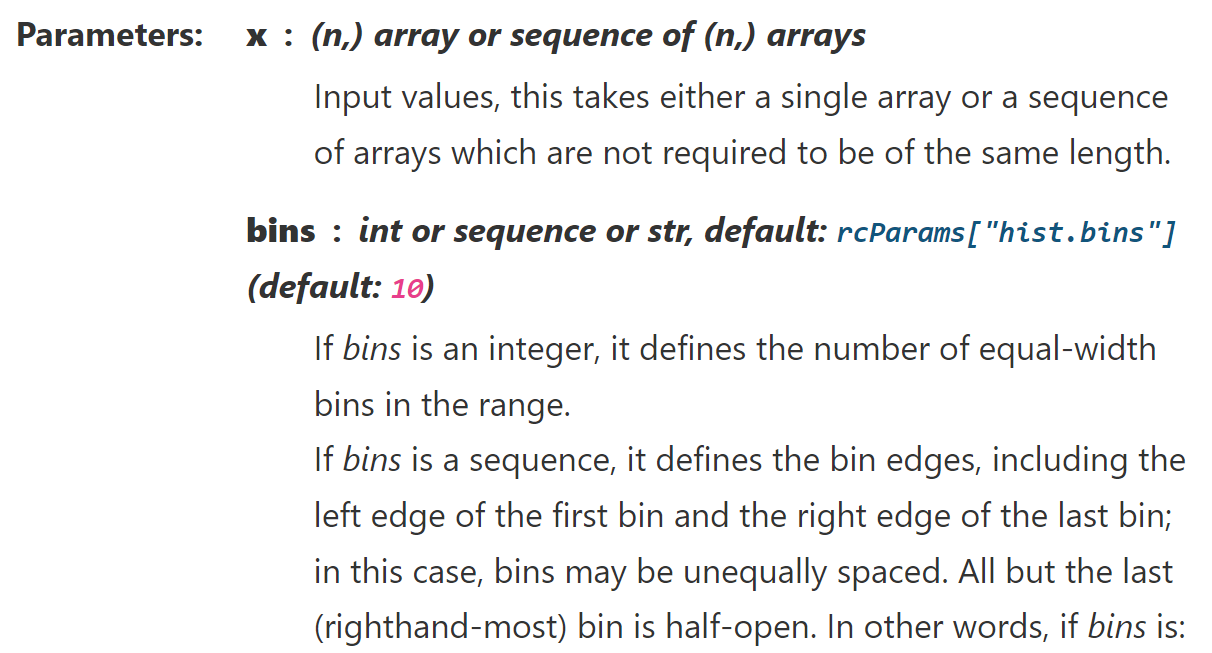 Parameters: x : (n,) array or sequence of (n,) arrays
Input values, this takes either a single array or a sequence
of arrays which are not required to be of the same length.
bins : int or sequence or str, default: rcParams["hist.bins"]
(default: 10)
If bins is an integer, it defines the number of equal-width
bins in the range.
If bins is a sequence, it defines the bin edges, including the
left edge of the first bin and the right edge of the last bin;
in this case, bins may be unequally spaced. All but the last
(righthand-most) bin is half-open. In other words, if bins is: